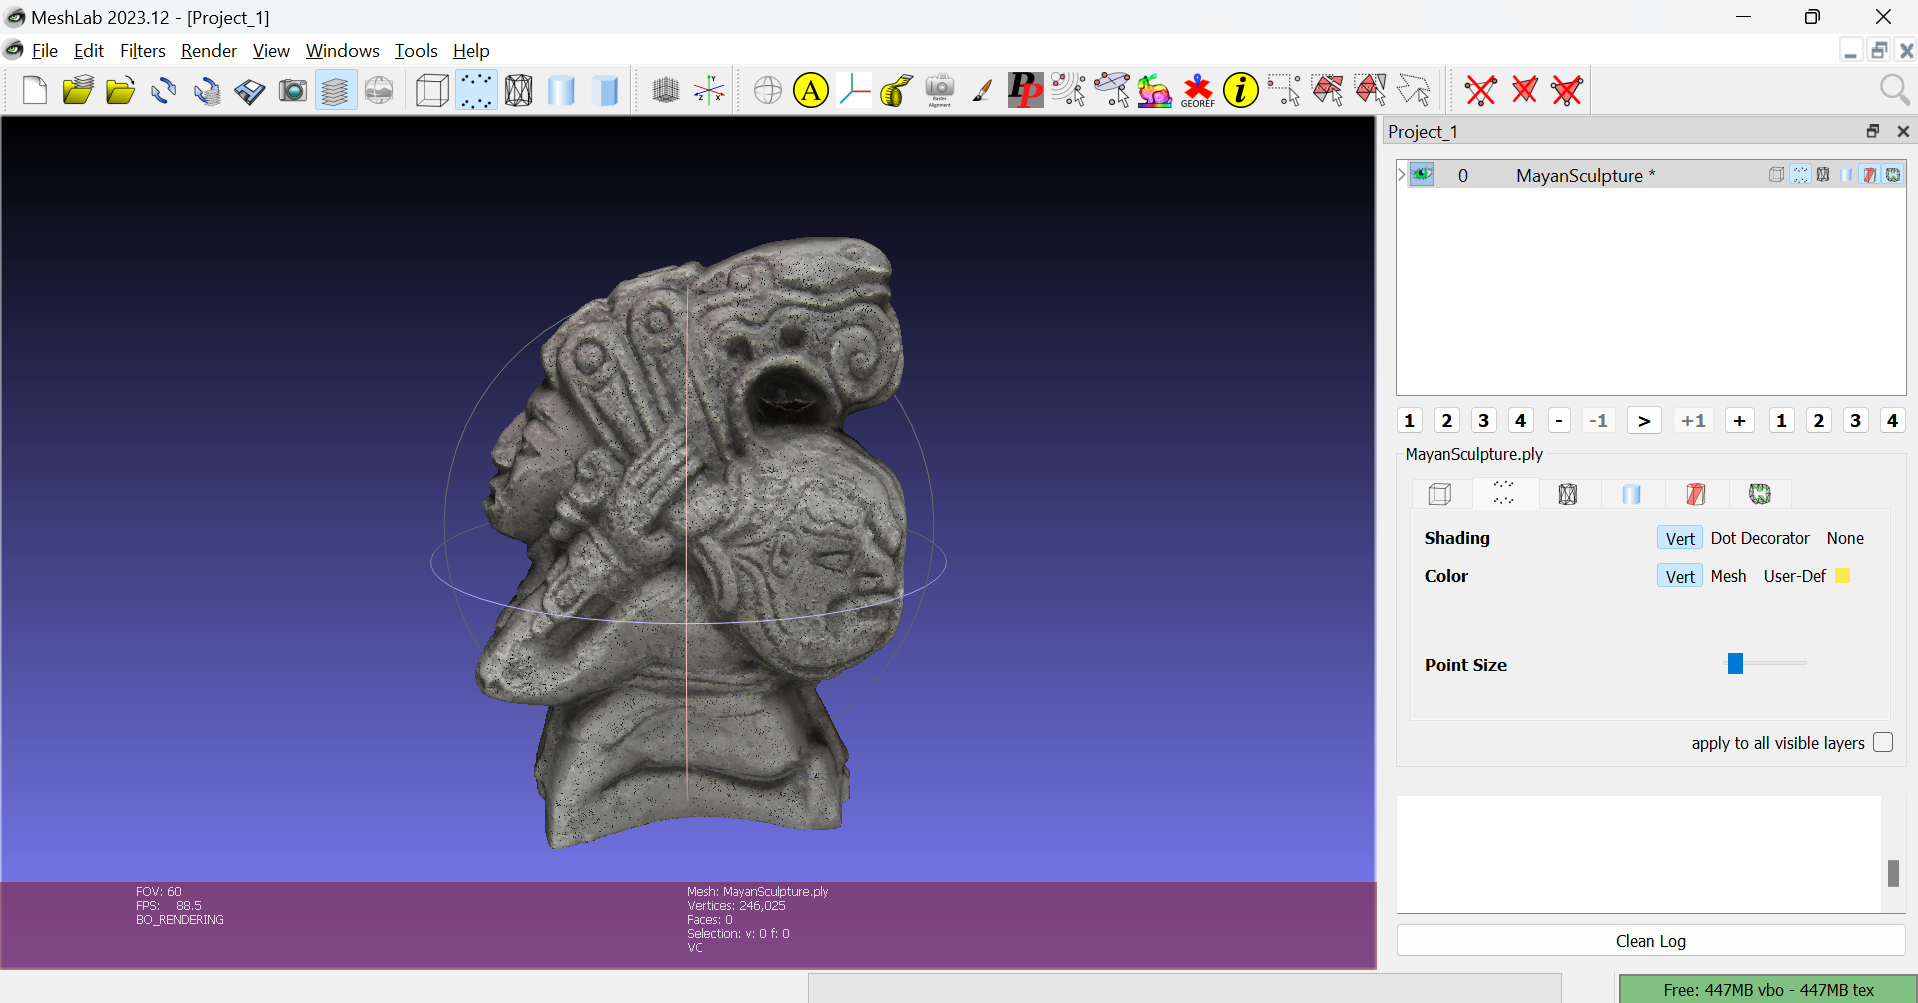 MeshLab 2023.12 - [Project_1]
File Edit Filters Render View Windows Tools Help
A
Raster Alignment
PP
GEOREF
i
Y
Z X
Project_1
0 MayanSculpture *
1 2 3 4 - -1 > +1 + 1 2 3 4
MayanSculpture.ply
Shading Vert Dot Decorator None
Color Vert Mesh User-Def
Point Size
apply to all visible layers
FOV: 60
FPS: 88.5
BO_RENDERING
Mesh: MayanSculpture.ply
Vertices: 246,025
Faces: 0
Selection: v: 0 f: 0
VC
Clean Log
Free: 447MB vbo - 447MB tex